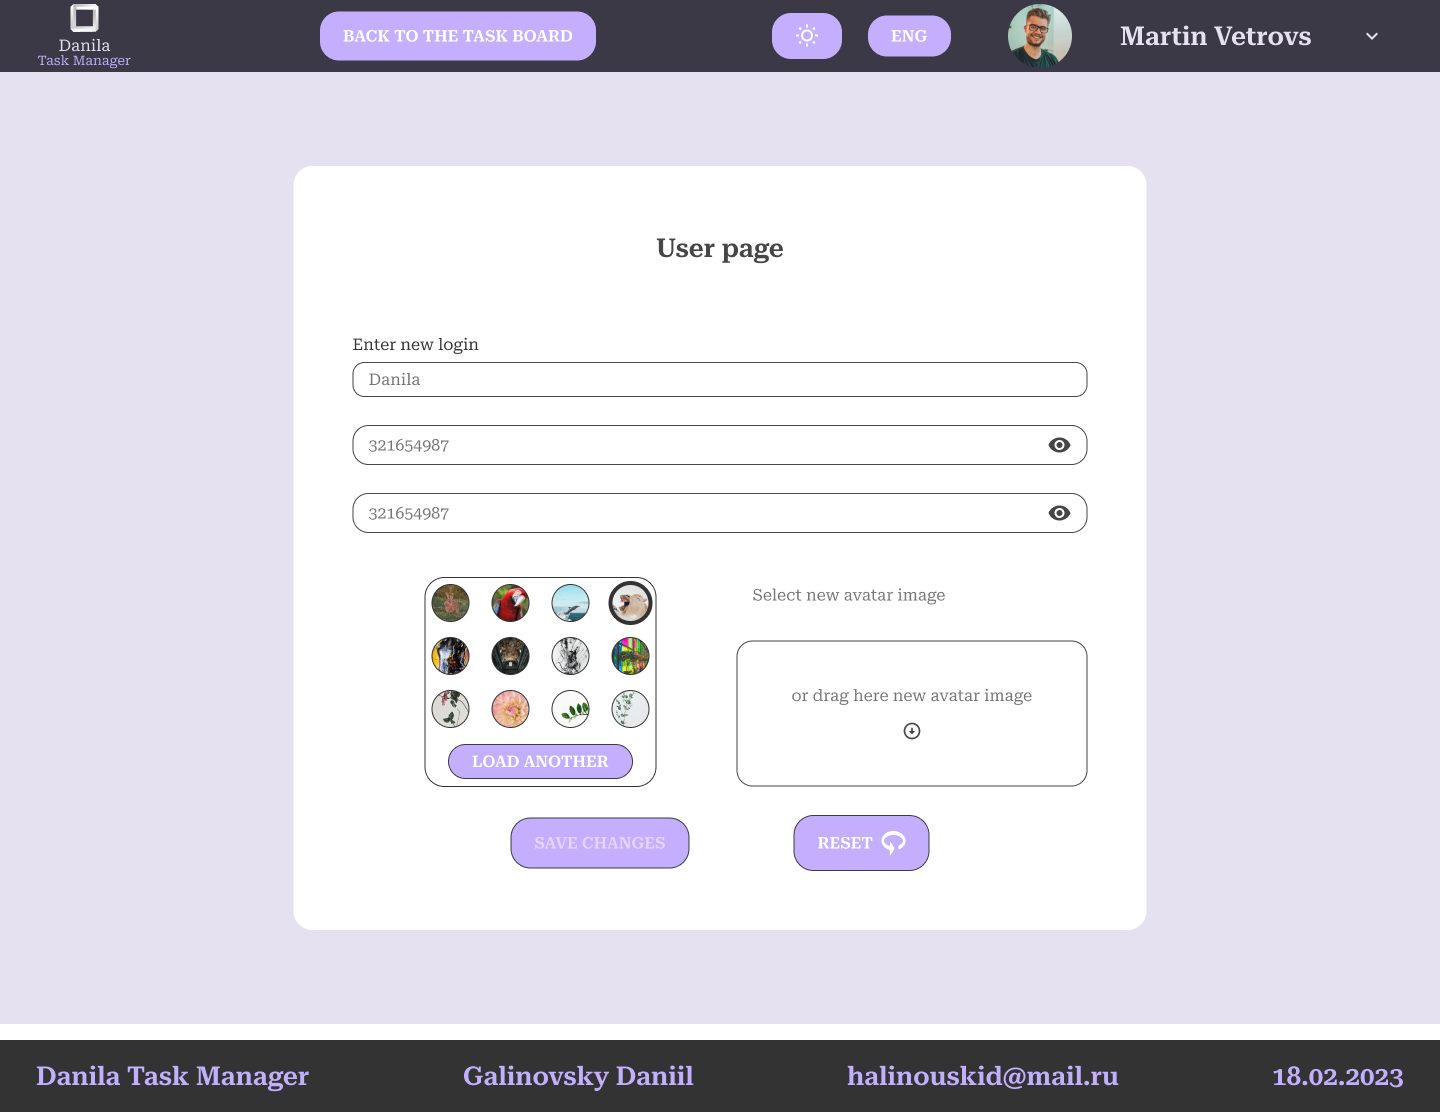 Danila
Task Manager
BACK TO THE TASK BOARD
ENG
Martin Vetrovs
User page
Enter new login
Danila
321654987
321654987
Select new avatar image
or drag here new avatar image
LOAD ANOTHER
SAVE CHANGES
RESET
Danila Task Manager
Galinovsky Daniil
halinouskid@mail.ru
18.02.2023